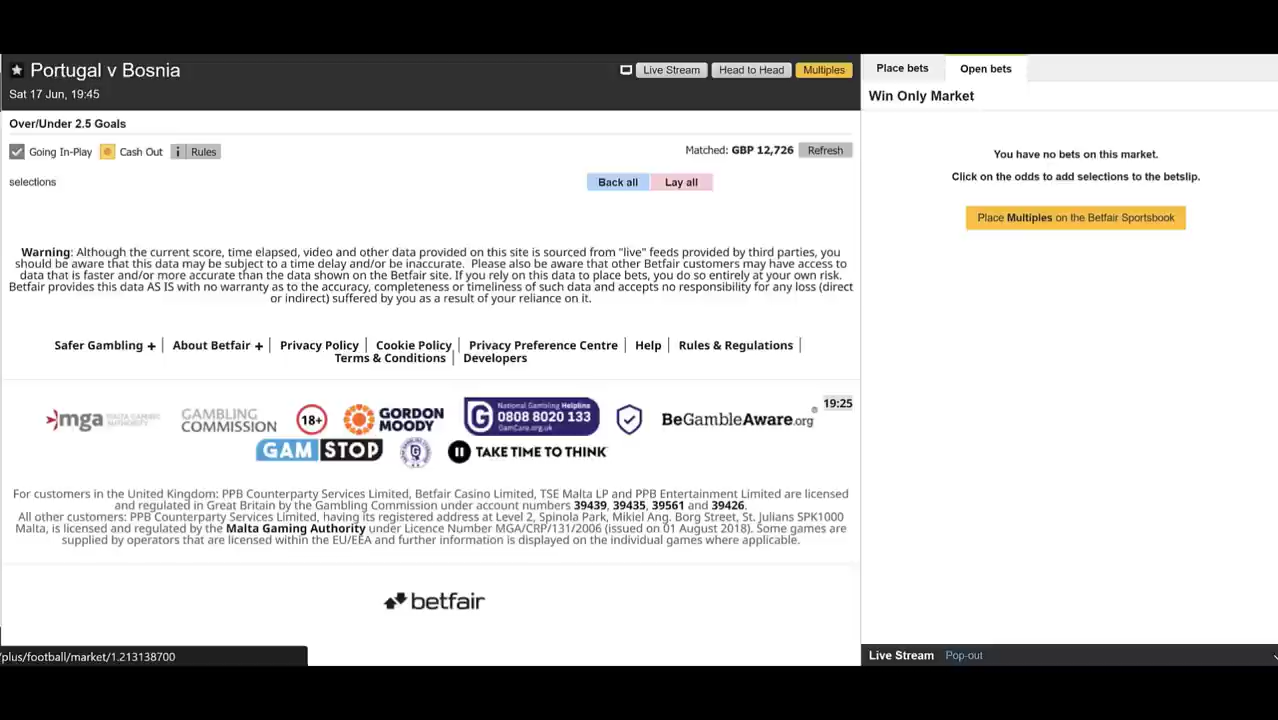 Portugal v Bosnia
Live Stream
Head to Head
Multiples
Sat 17 Jun, 19:45
Over/Under 2.5 Goals
Going In-Play
Cash Out
i Rules
Matched: GBP 12,726
Refresh
selections
Back all
Lay all
Warning: Although the current score, time elapsed, video and other data provided on this site is sourced from "live" feeds provided by third parties, you
should be aware that this data may be subject to a time delay and/or be inaccurate. Please also be aware that other Betfair customers may have access to
data that is faster and/or more accurate than the data shown on the Betfair site. If you rely on this data to place bets, you do so entirely at your own risk.
Betfair provides this data AS IS with no warranty as to the accuracy, completeness or timeliness of such data and accepts no responsibility for any loss (direct
or indirect) suffered by you as a result of your reliance on it.
Safer Gambling + | About Betfair + | Privacy Policy | Cookie Policy | Privacy Preference Centre | Help | Rules & Regulations |
Terms & Conditions | Developers
mga MALTA GAMING AUTHORITY
GAMBLING COMMISSION
18+
GORDON MOODY
National Gambling Helpline
0808 8020 133
GamCare.org.uk
BeGambleAware.org®
19:25
GAMSTOP
TAKE TIME TO THINK
For customers in the United Kingdom: PPB Counterparty Services Limited, Betfair Casino Limited, TSE Malta LP and PPB Entertainment Limited are licensed
and regulated in Great Britain by the Gambling Commission under account numbers 39439, 39435, 39561 and 39426.
All other customers: PPB Counterparty Services Limited, having its registered address at Level 2, Spinola Park, Mikiel Ang. Borg Street, St. Julians SPK1000
Malta, is licensed and regulated by the Malta Gaming Authority under Licence Number MGA/CRP/131/2006 (issued on 01 August 2018). Some games are
supplied by operators that are licensed within the EU/EEA and further information is displayed on the individual games where applicable.
betfair
/plus/football/market/1.213138700
Place bets
Open bets
Win Only Market
You have no bets on this market.
Click on the odds to add selections to the betslip.
Place Multiples on the Betfair Sportsbook
Live Stream
Pop-out